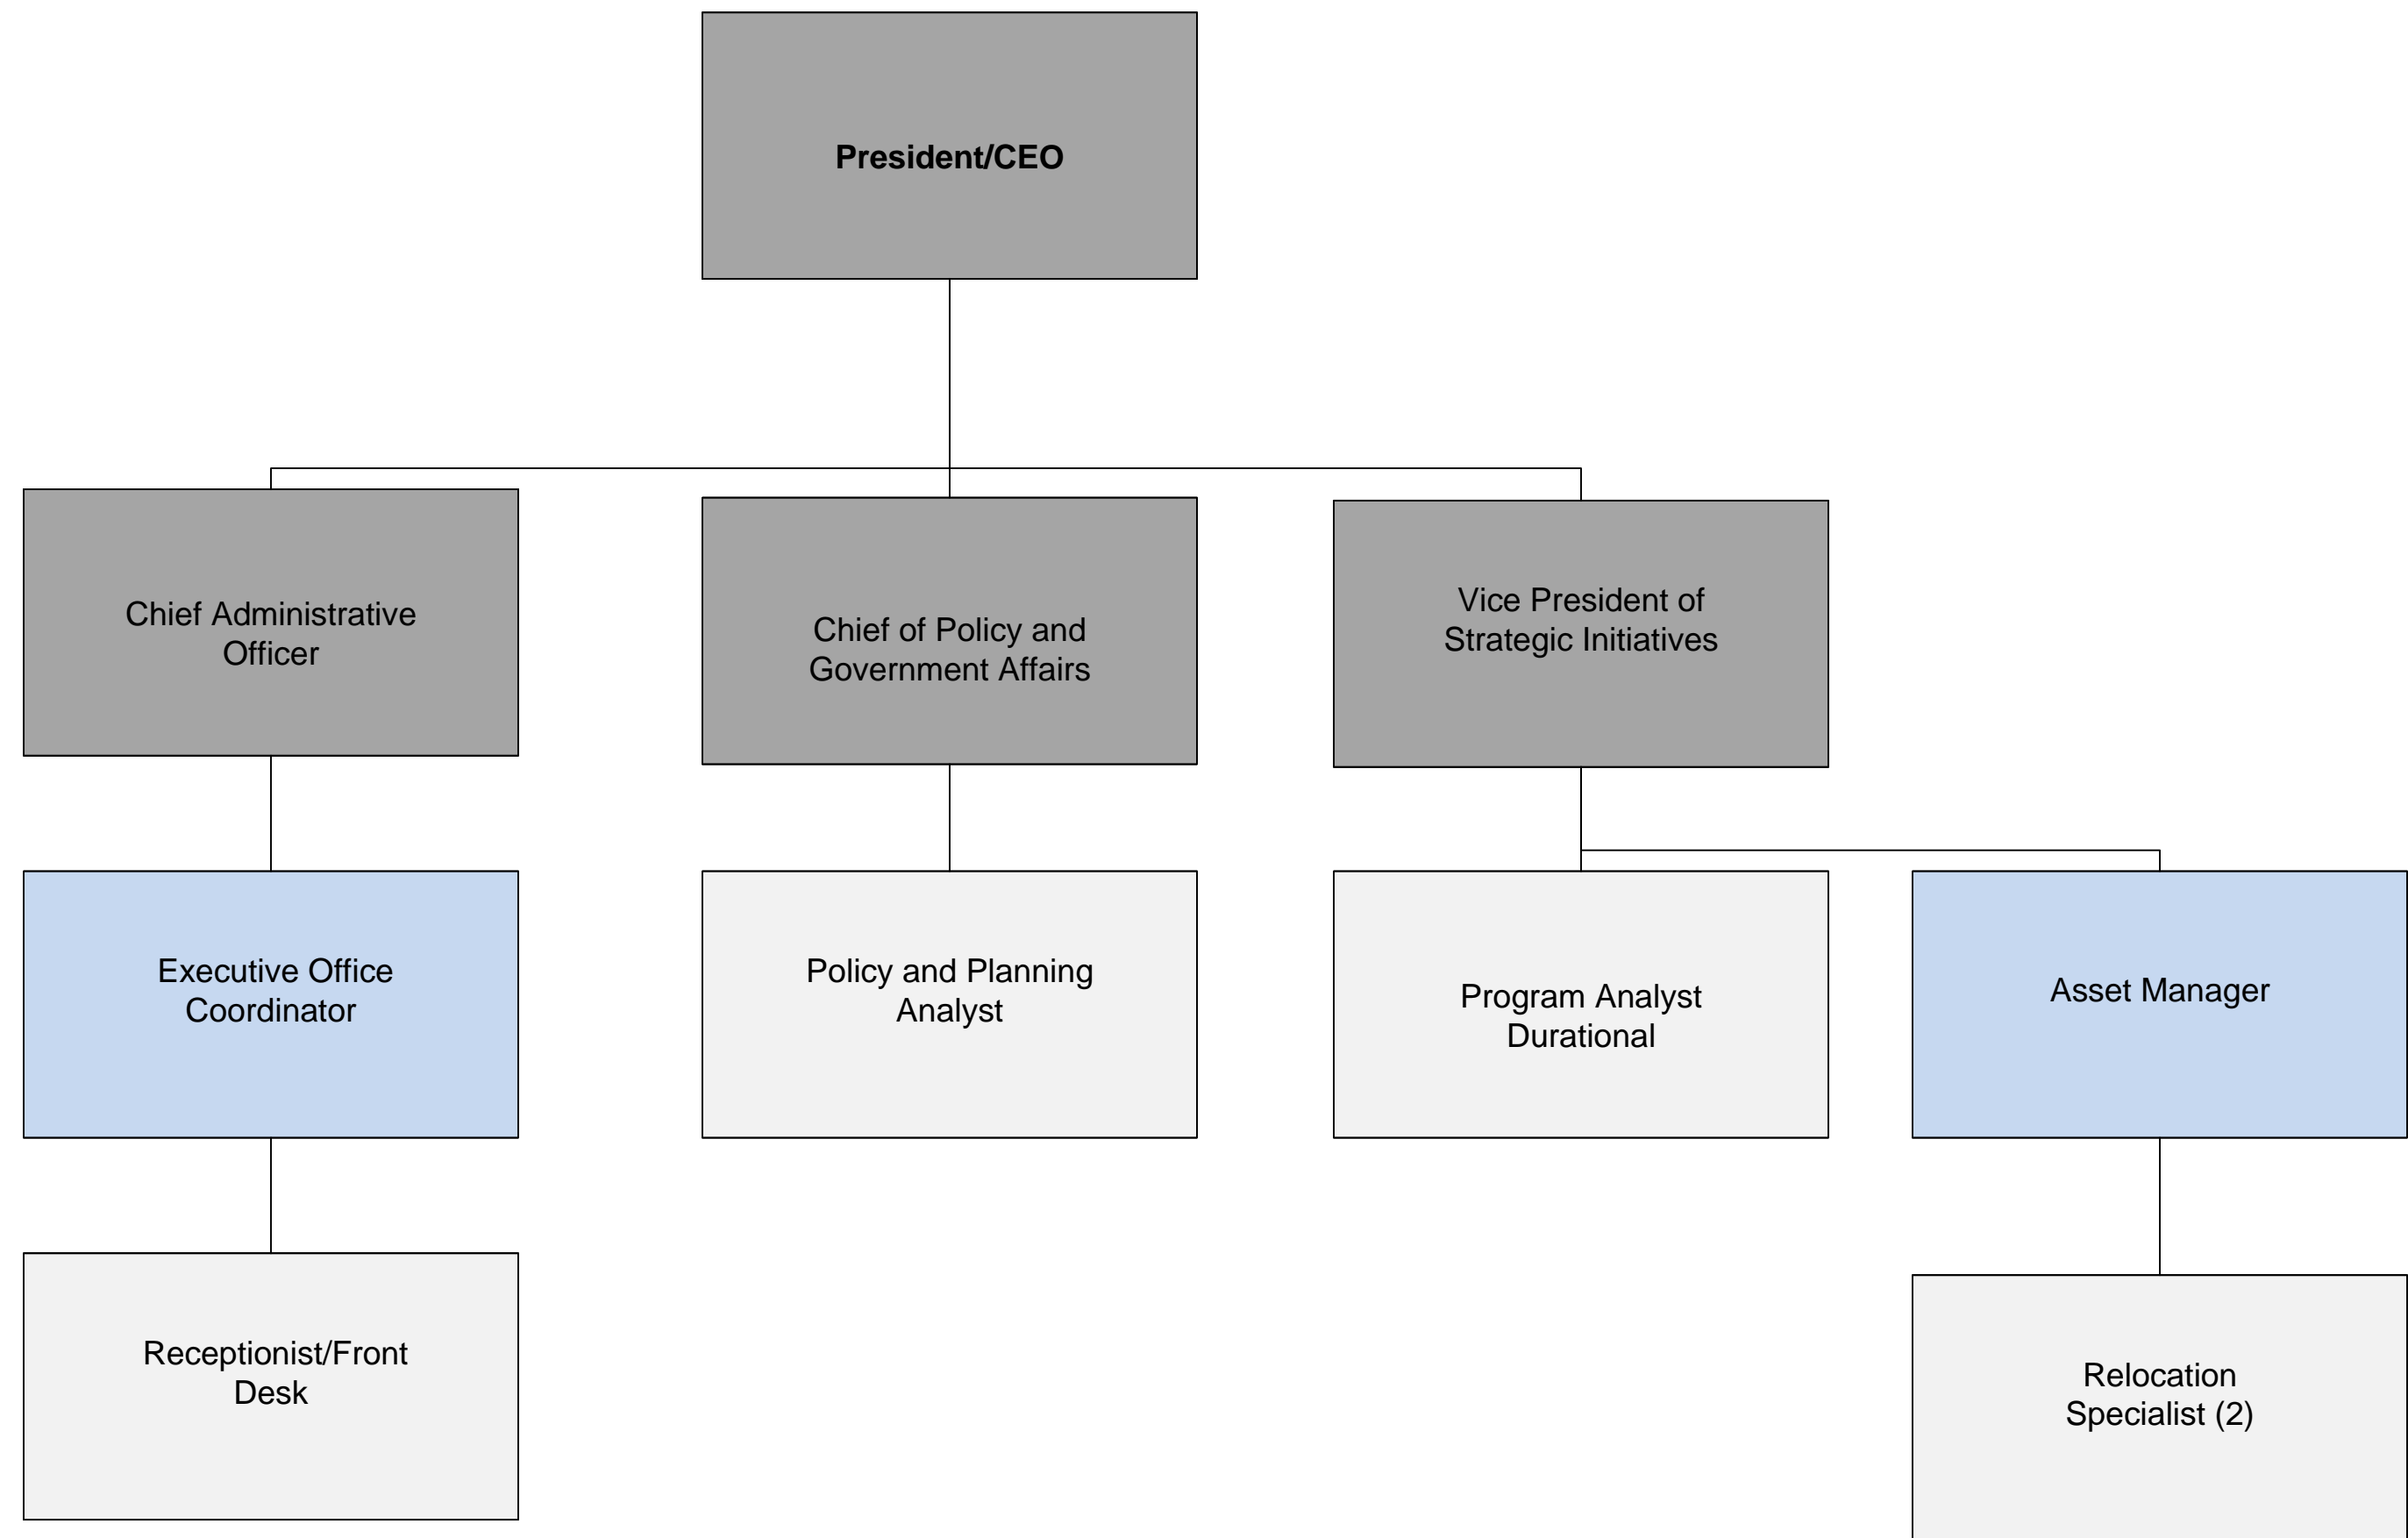 President/CEO
Chief Administrative
Officer
Chief of Policy and
Government Affairs
Vice President of
Strategic Initiatives
Executive Office
Coordinator
Policy and Planning
Analyst
Program Analyst
Durational
Asset Manager
Receptionist/Front
Desk
Relocation
Specialist (2)